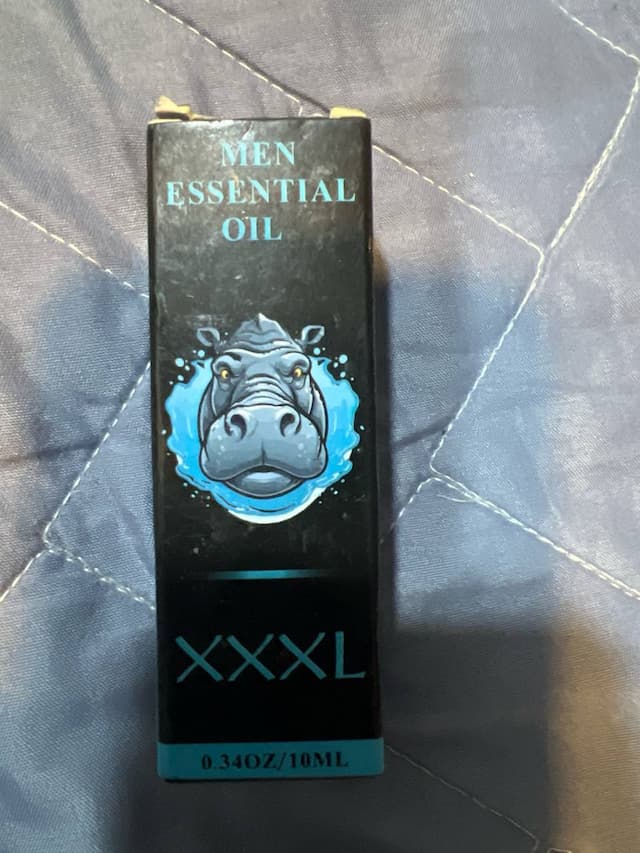 MEN
ESSENTIAL
OIL
XXXL
0.34OZ/10ML